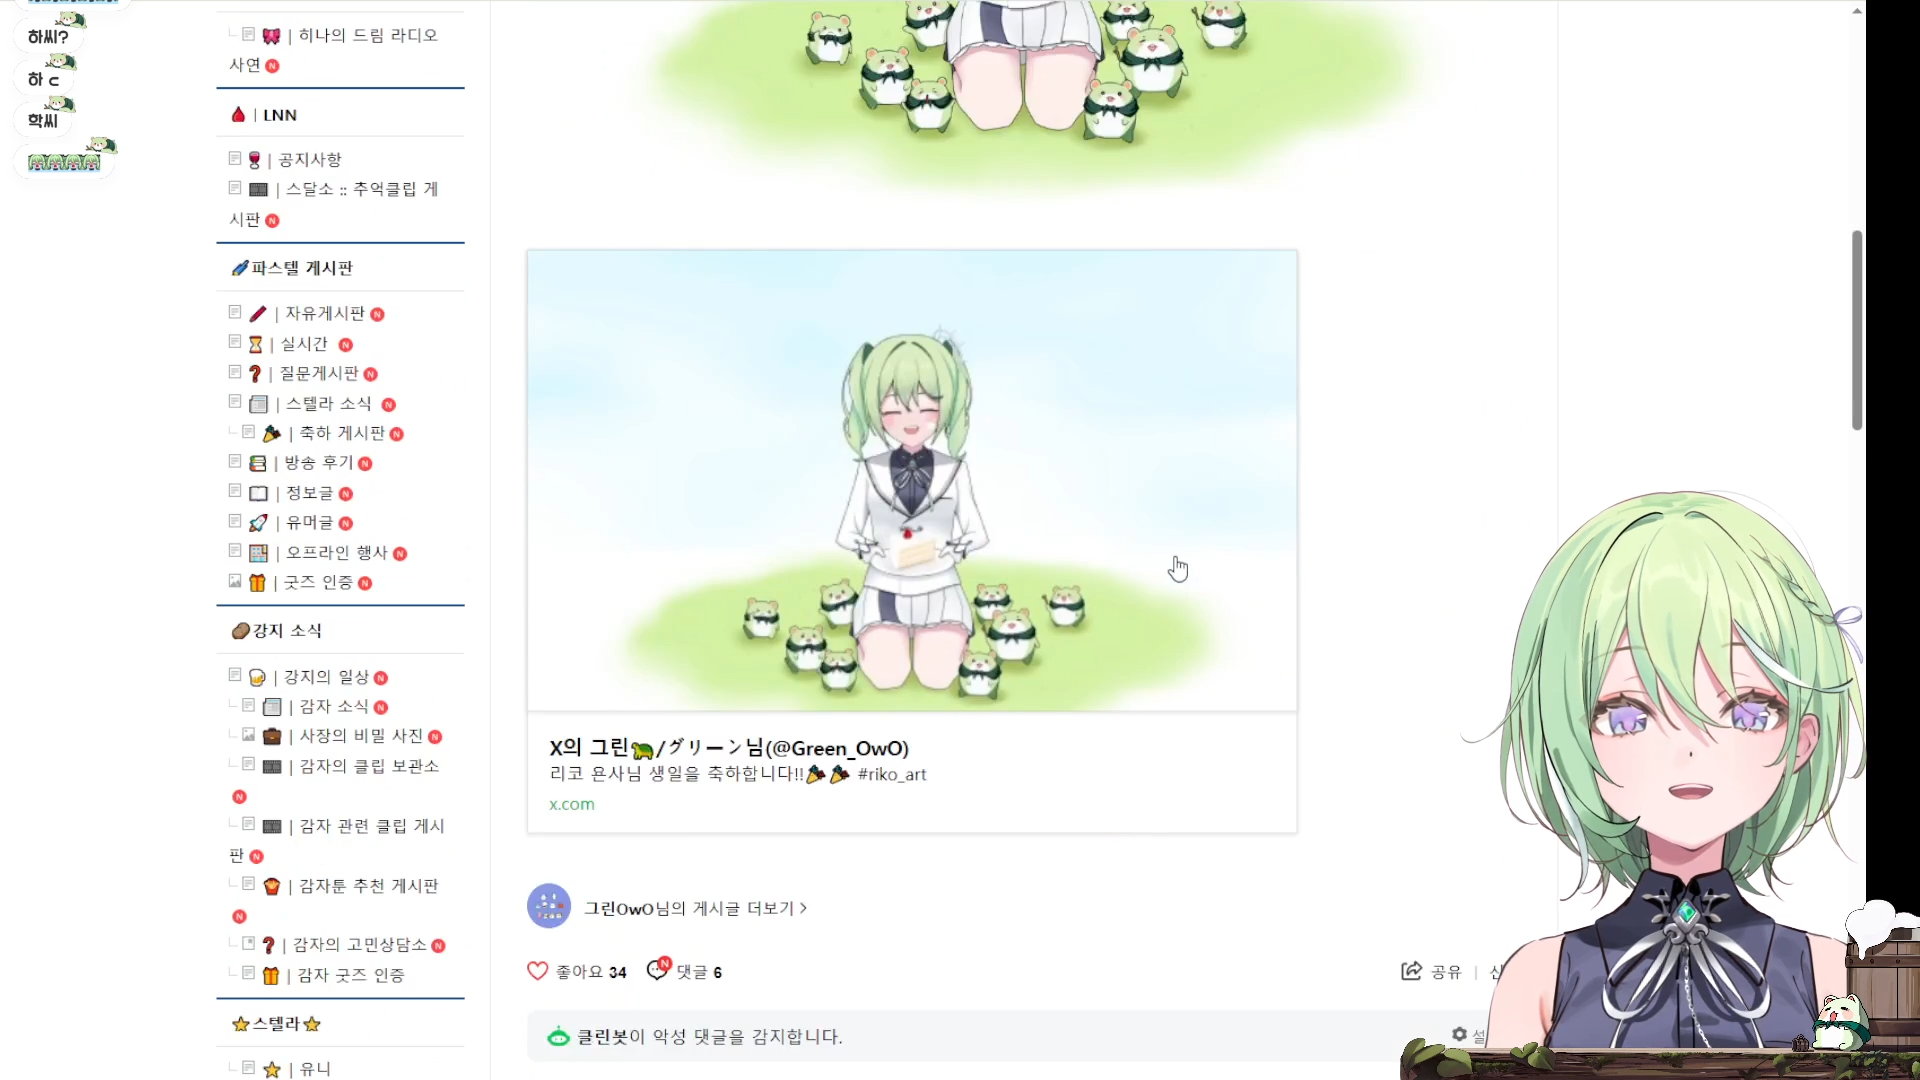 하씨?
하 c
학씨
| 히나의 드림 라디오
사연 N
| LNN
| 공지사항
| 스달소 :: 추억클립 게
시판 N
파스텔 게시판
| 자유게시판 N
| 실시간 N
| 질문게시판 N
| 스텔라 소식 N
| 축하 게시판 N
| 방송 후기 N
| 정보글 N
| 유머글 N
| 오프라인 행사 N
| 굿즈 인증 N
강지 소식
| 강지의 일상 N
| 감자 소식 N
| 사장의 비밀 사진 N
| 감자의 클립 보관소
N
| 감자 관련 클립 게시
판 N
| 감자툰 추천 게시판
N
| 감자의 고민상담소 N
| 감자 굿즈 인증
⭐스텔라⭐
| 유니
X의 그린🐢/グリーン님(@Green_OwO)
리코 욘사님 생일을 축하합니다!!🎉🎉 #riko_art
x.com
그린OwO님의 게시글 더보기 >
좋아요 34 N 댓글 6
공유 |
클린봇이 악성 댓글을 감지합니다.